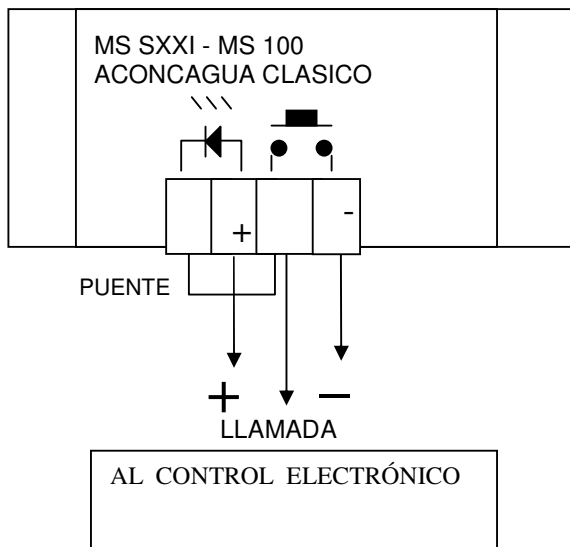 MS SXXI - MS 100
ACONCAGUA CLASICO
+ -
PUENTE
+ −
LLAMADA
AL CONTROL ELECTRÓNICO